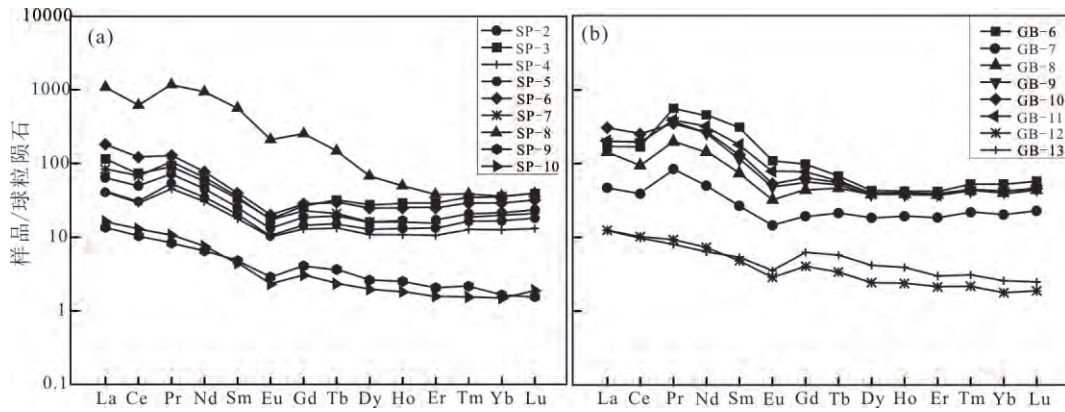 样品/球粒陨石
10000
1000
100
10
1
0.1
(a)
SP-2
SP-3
SP-4
SP-5
SP-6
SP-7
SP-8
SP-9
SP-10
La Ce Pr Nd Sm Eu Gd Tb Dy Ho Er Tm Yb Lu
(b)
GB-6
GB-7
GB-8
GB-9
GB-10
GB-11
GB-12
GB-13
La Ce Pr Nd Sm Eu Gd Tb Dy Ho Er Tm Yb Lu